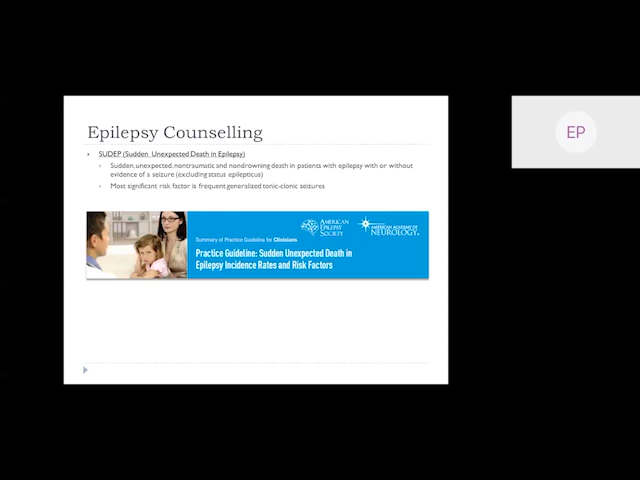 Epilepsy Counselling
SUDEP (Sudden Unexpected Death in Epilepsy)
Sudden, unexpected, nontraumatic and nondrowning death in patients with epilepsy with or without
evidence of a seizure (excluding status epilepticus)
Most significant risk factor is frequent generalized tonic-clonic seizures
AMERICAN
EPILEPSY
SOCIETY
AMERICAN ACADEMY OF
NEUROLOGY.
Summary of Practice Guideline for Clinicians
Practice Guideline: Sudden Unexpected Death in
Epilepsy Incidence Rates and Risk Factors
EP